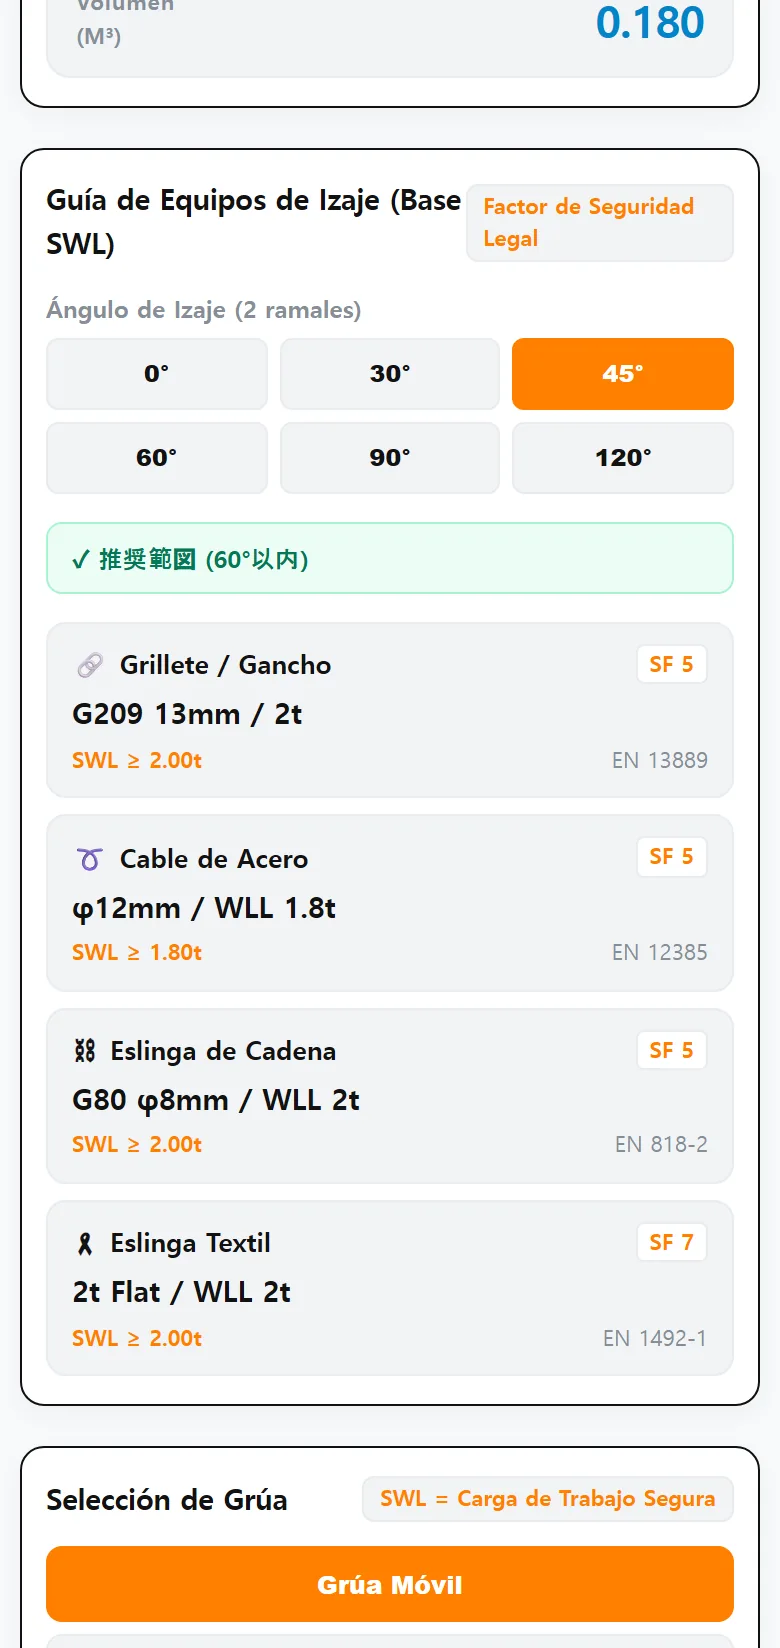 Volumen
(M³)
0.180
Guía de Equipos de Izaje (Base
SWL)
Factor de Seguridad
Legal
Ángulo de Izaje (2 ramales)
0°
30°
45°
60°
90°
120°
✓ 推奨範図 (60°以内)
Grillete / Gancho
SF 5
G209 13mm / 2t
SWL ≥ 2.00t
EN 13889
Cable de Acero
SF 5
φ12mm / WLL 1.8t
SWL ≥ 1.80t
EN 12385
Eslinga de Cadena
SF 5
G80 φ8mm / WLL 2t
SWL ≥ 2.00t
EN 818-2
Eslinga Textil
SF 7
2t Flat / WLL 2t
SWL ≥ 2.00t
EN 1492-1
Selección de Grúa
SWL = Carga de Trabajo Segura
Grúa Móvil